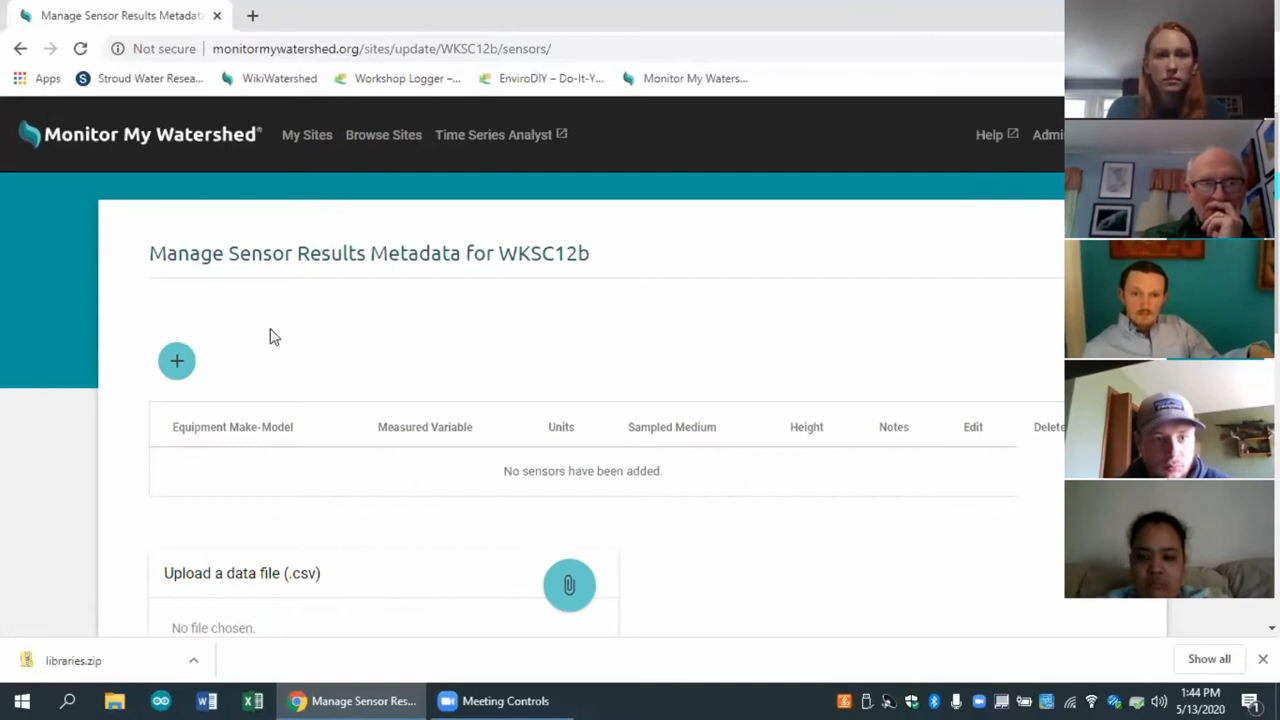 Manage Sensor Results Metadat
Not secure monitormywatershed.org/sites/update/WKSC12b/sensors/
Apps Stroud Water Resea... WikiWatershed Workshop Logger –... EnviroDIY – Do-It-Y... Monitor My Waters...
Monitor My Watershed® My Sites Browse Sites Time Series Analyst Help Admi
Manage Sensor Results Metadata for WKSC12b
Equipment Make-Model Measured Variable Units Sampled Medium Height Notes Edit Delete
No sensors have been added.
Upload a data file (.csv)
No file chosen.
libraries.zip Show all
Manage Sensor Res... Meeting Controls 1:44 PM
5/13/2020